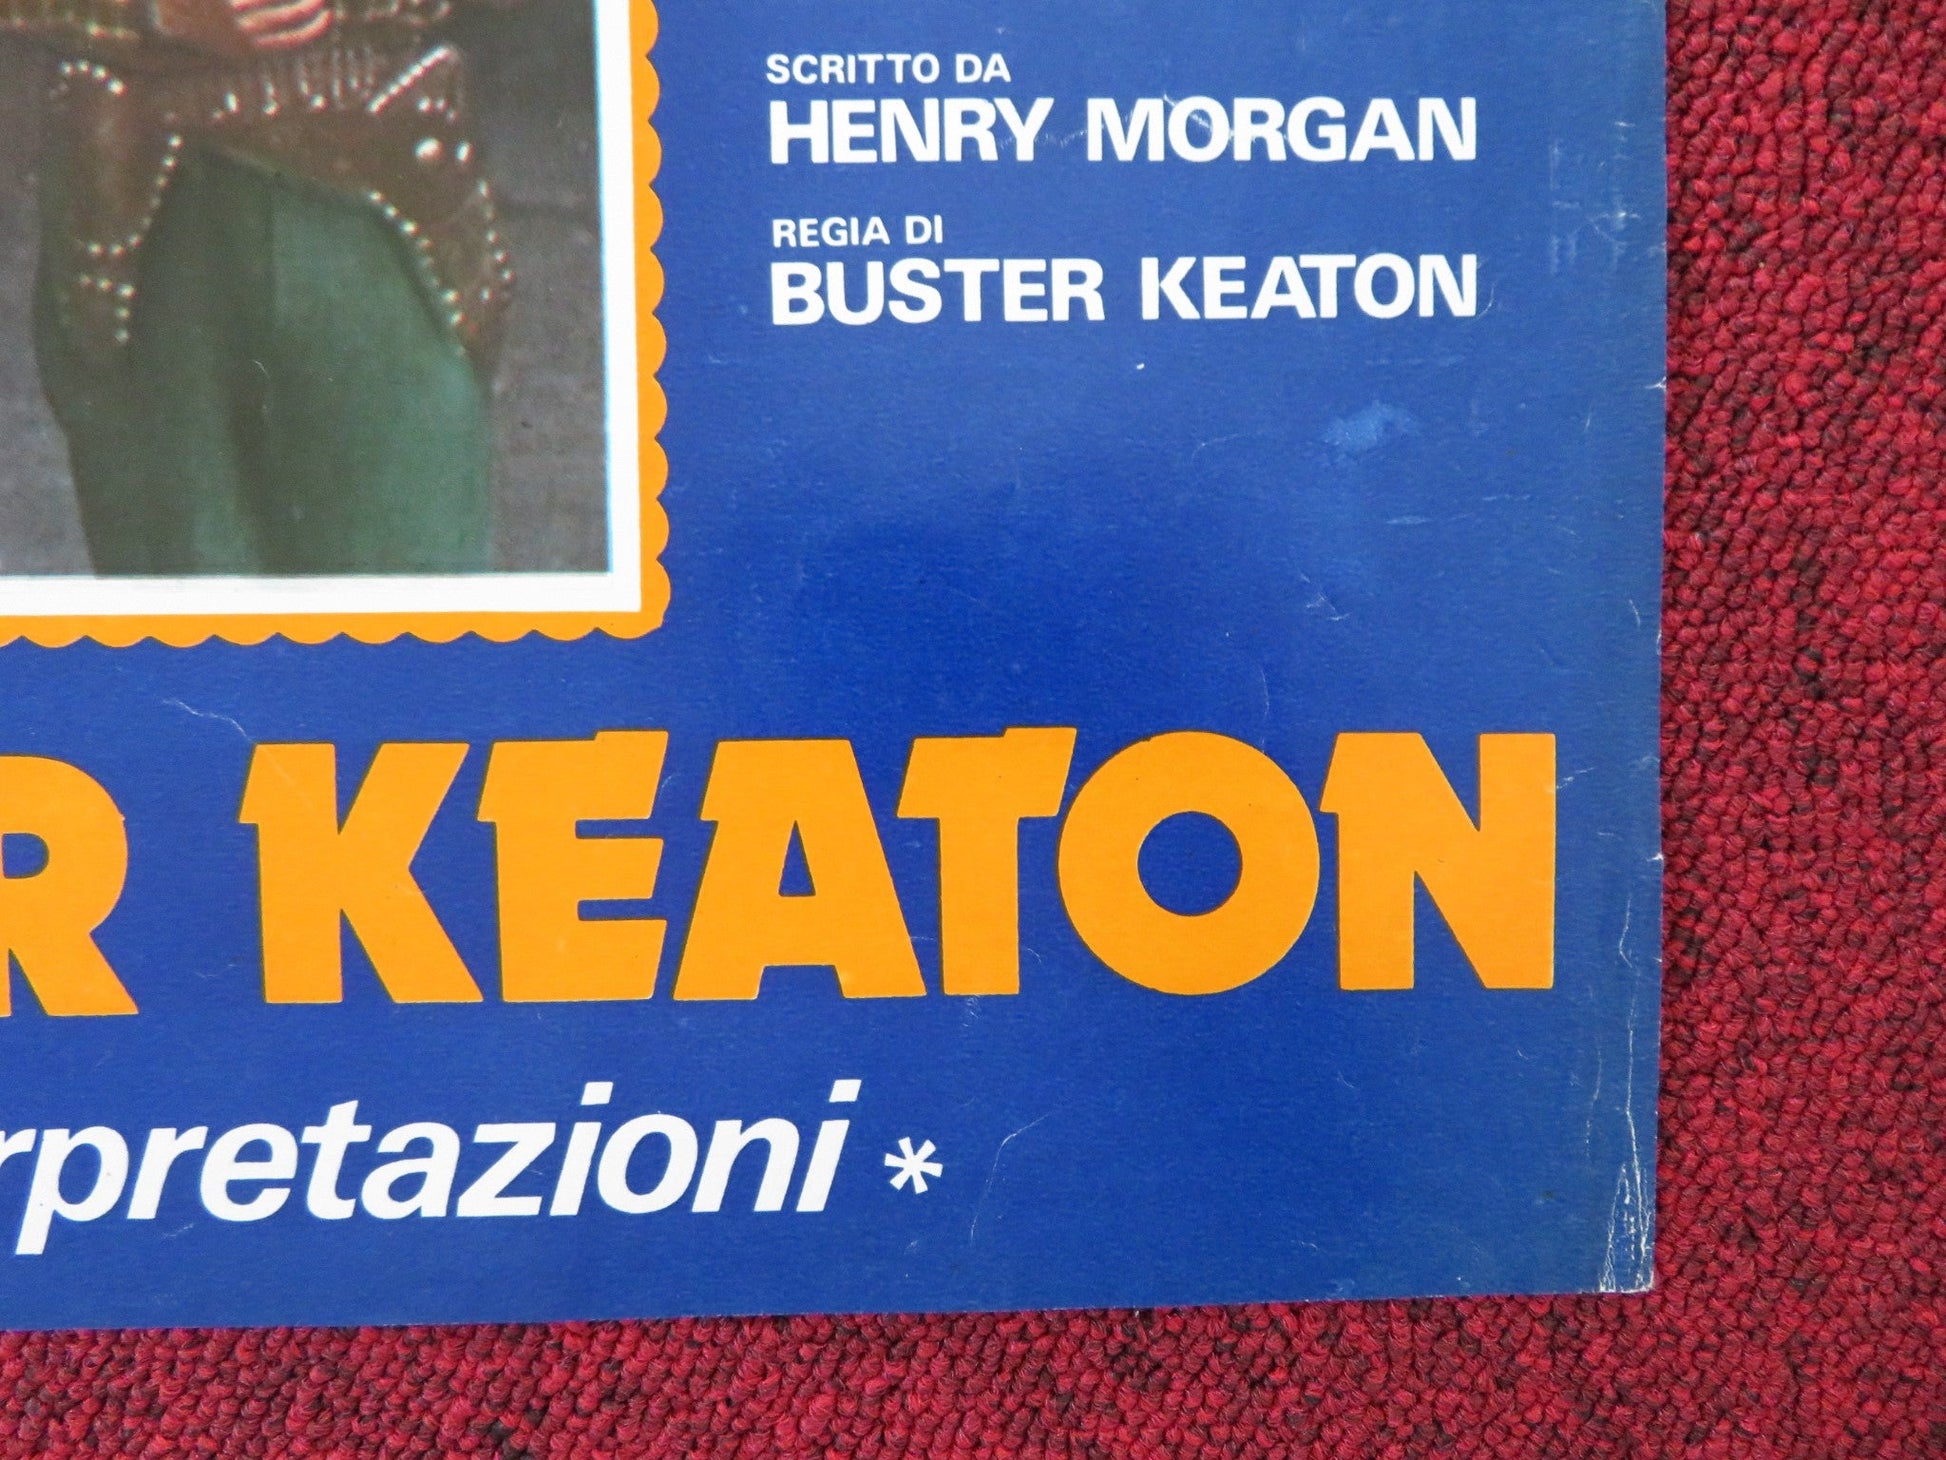 SCRITTO DA
HENRY MORGAN
REGIA DI
BUSTER KEATON
R KEATON
rpretazioni *